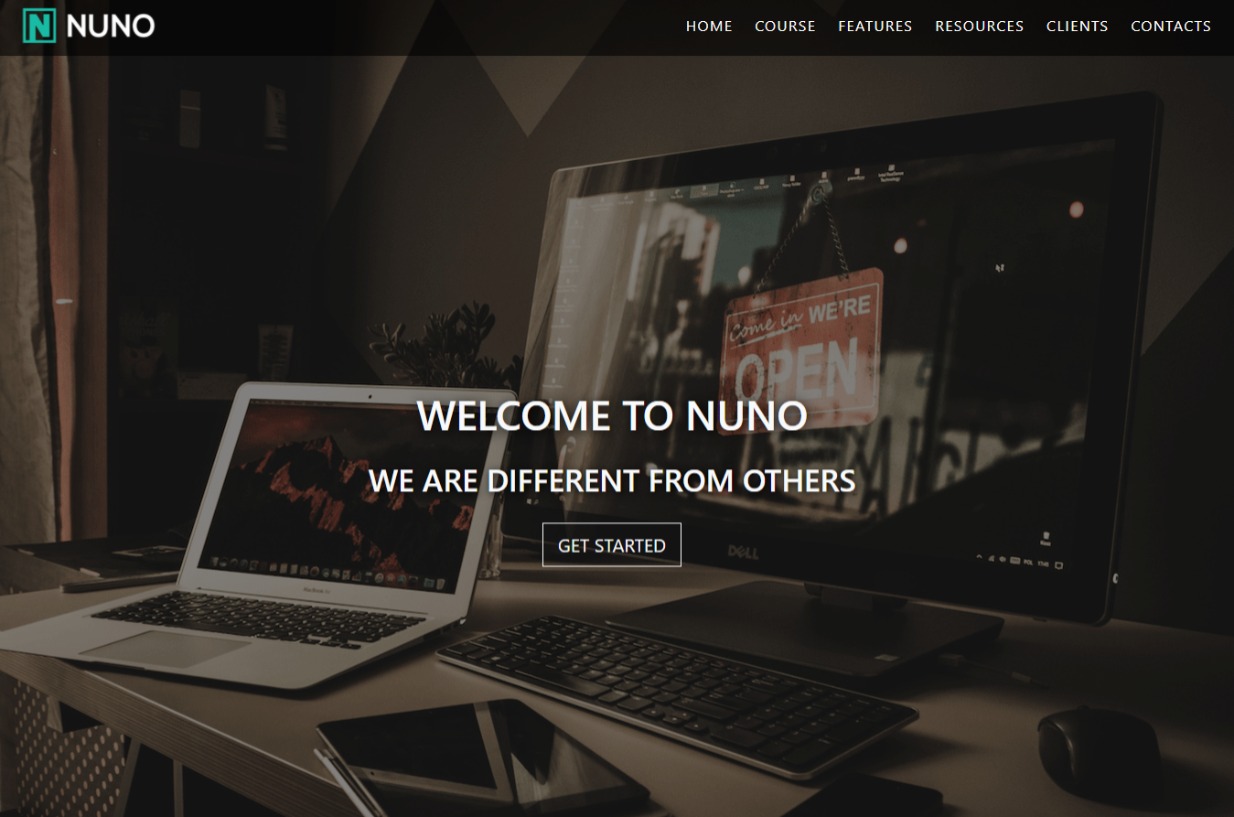 NUNO
HOME COURSE FEATURES RESOURCES CLIENTS CONTACTS
come in WE'RE
OPEN
WELCOME TO NUNO
WE ARE DIFFERENT FROM OTHERS
GET STARTED
DELL